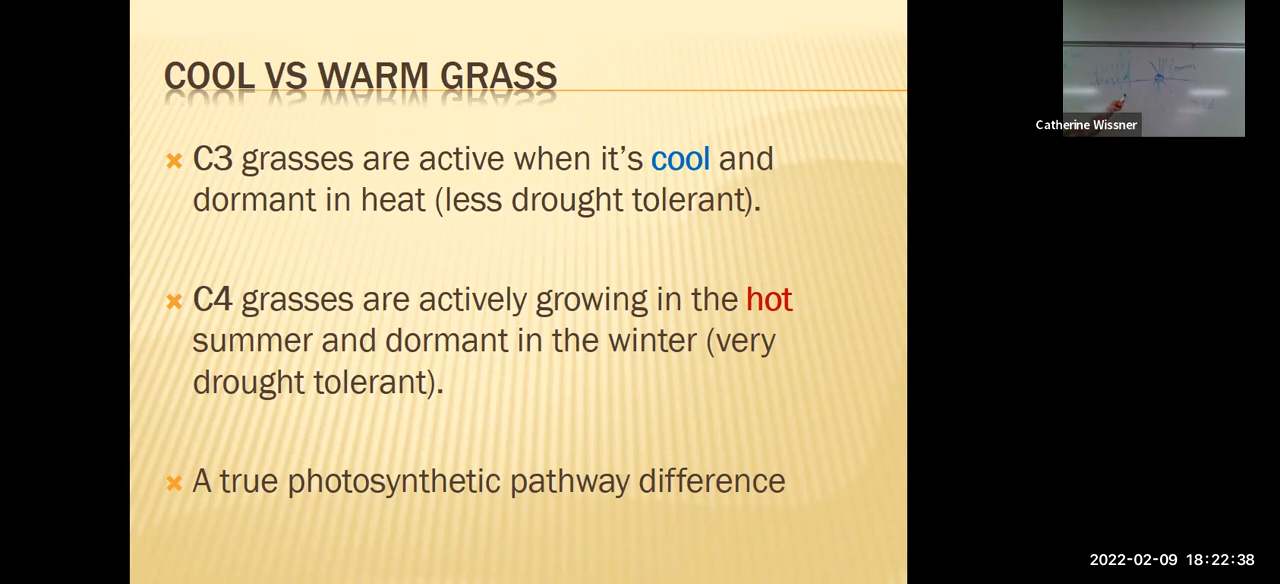 COOL VS WARM GRASS
C3 grasses are active when it’s cool and
dormant in heat (less drought tolerant).
C4 grasses are actively growing in the hot
summer and dormant in the winter (very
drought tolerant).
A true photosynthetic pathway difference
Catherine Wissner
2022-02-09 18:22:38